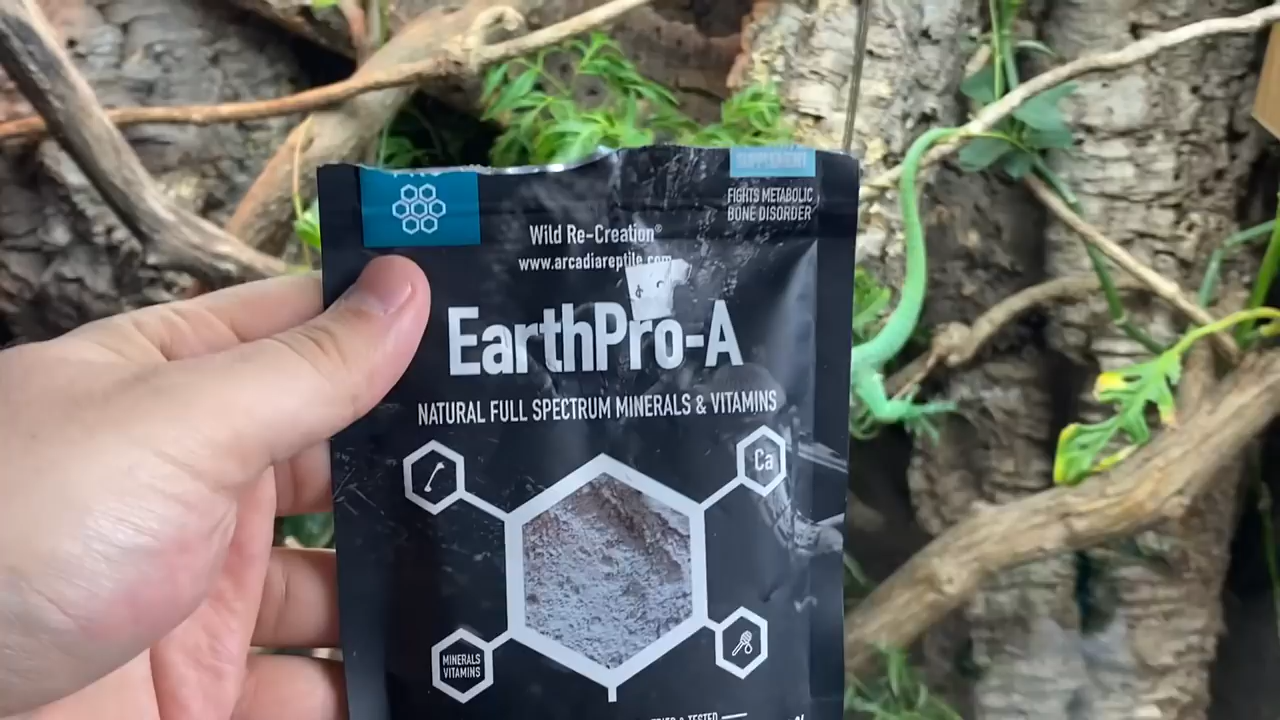 SUPPLEMENT
FIGHTS METABOLIC
BONE DISORDER
Wild Re-Creation®
www.arcadiareptile.com
EarthPro-A
NATURAL FULL SPECTRUM MINERALS & VITAMINS
Ca
MINERALS
VITAMINS
& TESTED